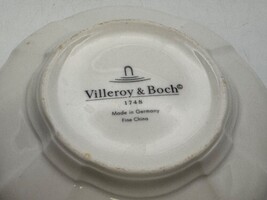 Villeroy & Boch©
1748
Made in Germany
Fine China